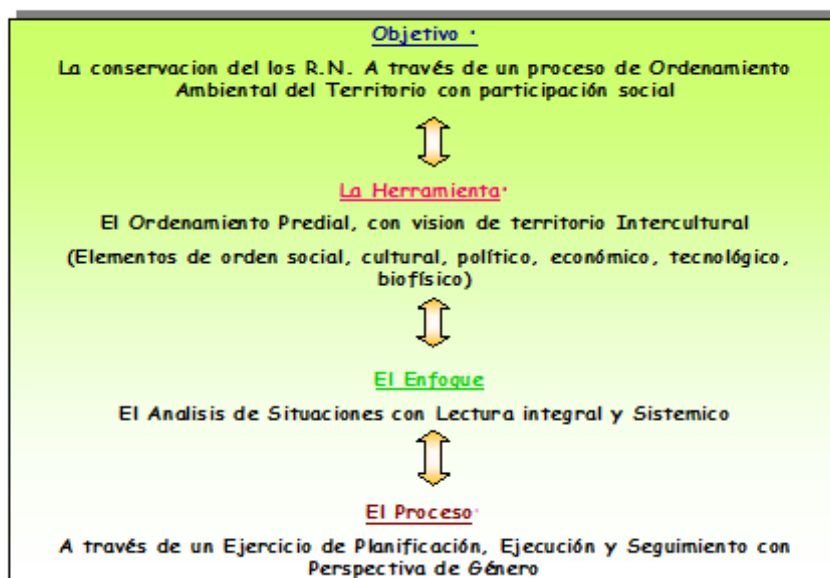 Objetivo ·
La conservacion del los R.N. A través de un proceso de Ordenamiento
Ambiental del Territorio con participación social
La Herramienta·
El Ordenamiento Predial, con vision de territorio Intercultural
(Elementos de orden social, cultural, político, económico, tecnológico,
biofísico)
El Enfoque
El Analisis de Situaciones con Lectura integral y Sistemico
El Proceso·
A través de un Ejercicio de Planificación, Ejecución y Seguimiento con
Perspectiva de Género